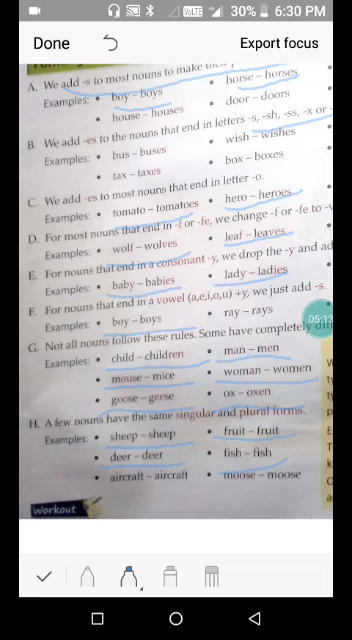 VoLTE 4G 30% 6:30 PM
Done Export focus
A. We add -s to most nouns to make their p
Examples: • boy – boys • horse – horses
• house – houses • door – doors
B. We add -es to the nouns that end in letters -s, -sh, -ss, -x or -
Examples: • bus – buses • wish – wishes
• tax – taxes • box – boxes
C. We add -es to most nouns that end in letter -o.
Examples: • tomato – tomatoes • hero – heroes
D. For most nouns that end in -f or -fe, we change -f or -fe to -v
Examples: • wolf – wolves • leaf – leaves
E. For nouns that end in a consonant -y, we drop the -y and ad
Examples: • baby – babies • lady – ladies
F. For nouns that end in a vowel (a,e,i,o,u) +y, we just add -s.
Examples: • boy – boys • ray – rays
05:13
G. Not all nouns follow these rules. Some have completely diff
Examples: • child – children • man – men
• mouse – mice • woman – women
• goose – geese • ox – oxen
H. A few nouns have the same singular and plural forms.
Examples: • sheep – sheep • fruit – fruit
• deer – deer • fish – fish
• aircraft – aircraft • moose – moose
Workout